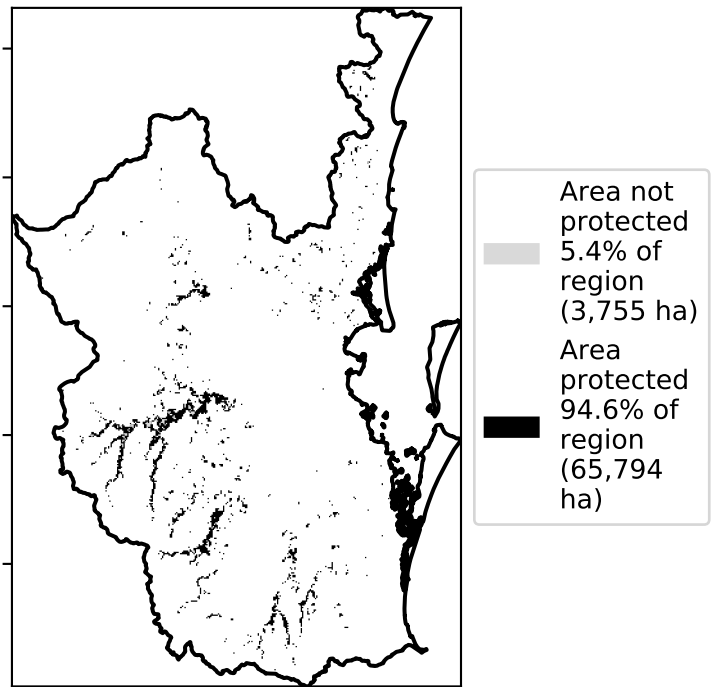 Area not
protected
5.4% of
region
(3,755 ha)
Area
protected
94.6% of
region
(65,794
ha)